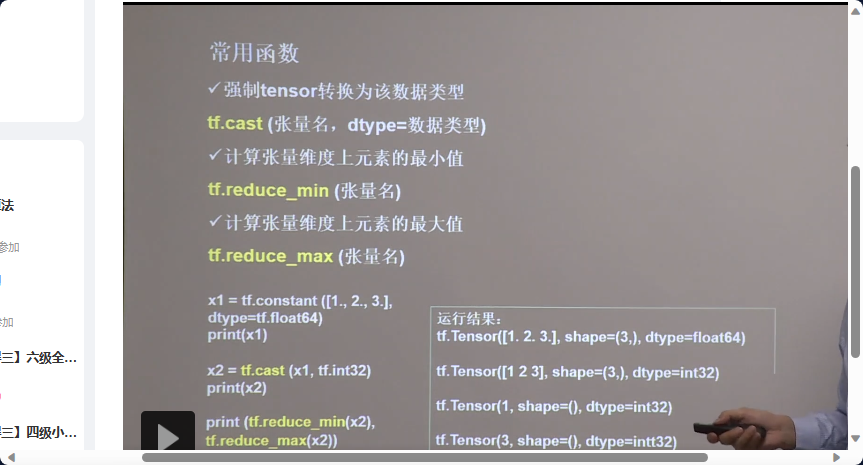 法
参加
参加
三】六级全...
三】四级小...
常用函数
✓强制tensor转换为该数据类型
tf.cast (张量名，dtype=数据类型)
✓计算张量维度上元素的最小值
tf.reduce_min (张量名)
✓计算张量维度上元素的最大值
tf.reduce_max (张量名)
x1 = tf.constant ([1., 2., 3.],
dtype=tf.float64)
print(x1)
x2 = tf.cast (x1, tf.int32)
print(x2)
print (tf.reduce_min(x2),
tf.reduce_max(x2))
运行结果：
tf.Tensor([1. 2. 3.], shape=(3,), dtype=float64)
tf.Tensor([1 2 3], shape=(3,), dtype=int32)
tf.Tensor(1, shape=(), dtype=int32)
tf.Tensor(3, shape=(), dtype=intt32)